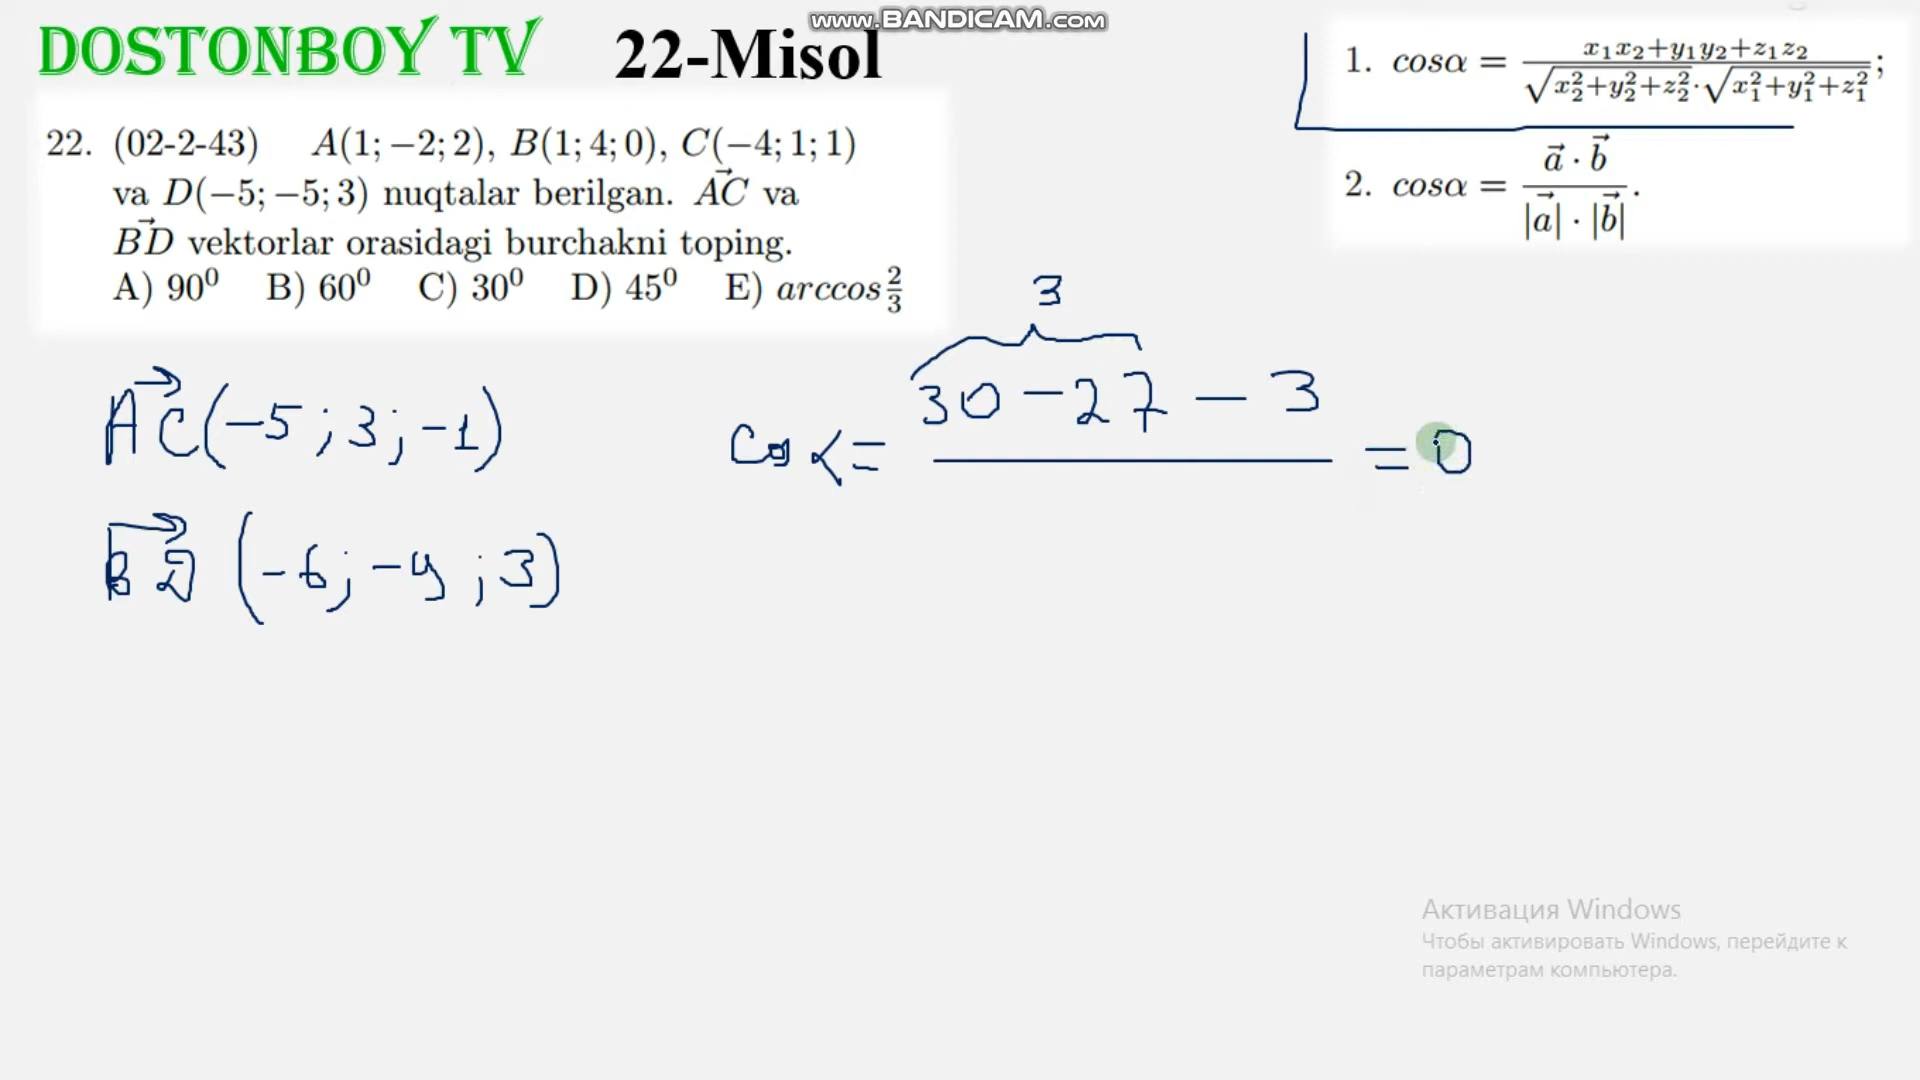 www.BANDICAM.com
DOSTONBOY TV
22-Misol
22. (02-2-43) A(1; −2; 2), B(1; 4; 0), C(−4; 1; 1)
va D(−5; −5; 3) nuqtalar berilgan. A⃗C va
B⃗D vektorlar orasidagi burchakni toping.
A) 90⁰ B) 60⁰ C) 30⁰ D) 45⁰ E) arccos 2/3
1. cosα = (x₁x₂+y₁y₂+z₁z₂)/(√(x₂²+y₂²+z₂²)·√(x₁²+y₁²+z₁²));
2. cosα = (a⃗ · b⃗)/(|a⃗| · |b⃗|).
3
AC(−5; 3; −1)
30 − 27 − 3
Cos α = = 0
BD (−6; −9; 3)
Активация Windows
Чтобы активировать Windows, перейдите к
параметрам компьютера.